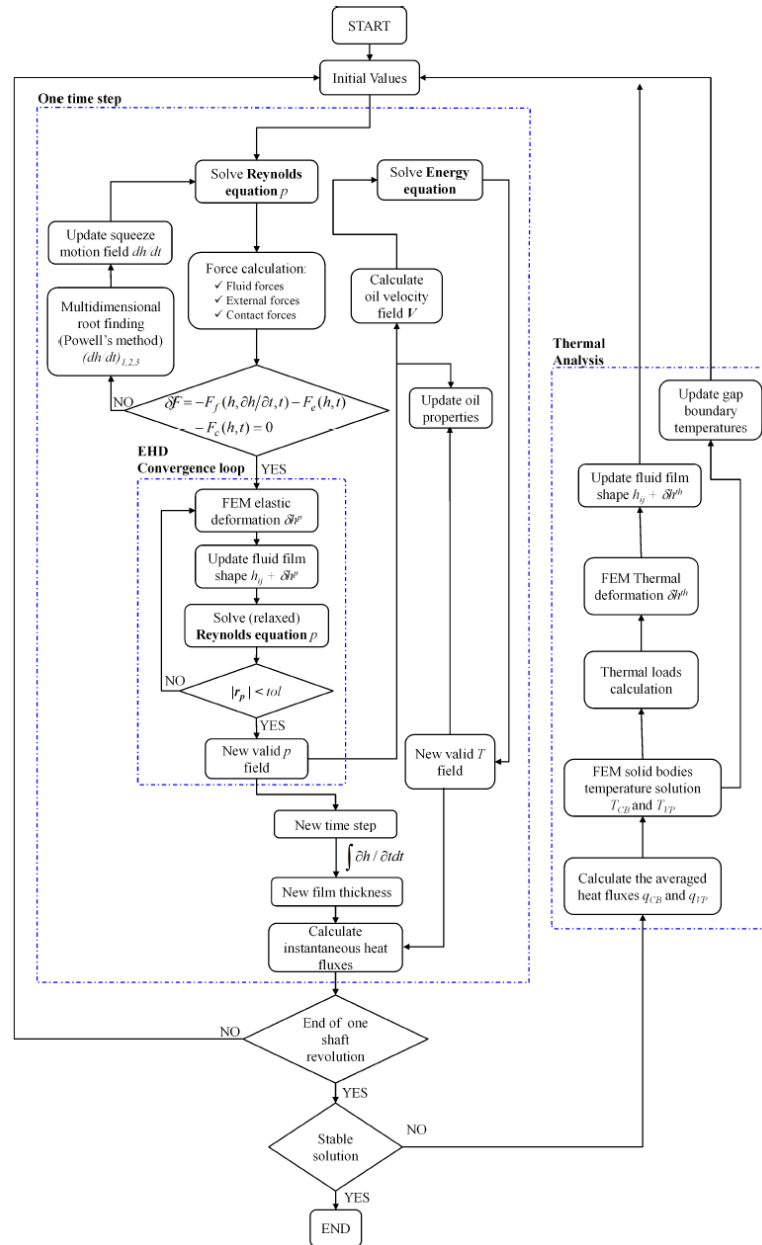 START
Initial Values
One time step
Solve Reynolds
equation p
Solve Energy
equation
Update squeeze
motion field dh/dt
Force calculation:
✓ Fluid forces
✓ External forces
✓ Contact forces
Calculate
oil velocity
field V
Multidimensional
root finding
(Powell's method)
(dh/dt)1,2,3
Thermal
Analysis
Update gap
boundary
temperatures
Update oil
properties
NO
δF = −Ff (h, ∂h/∂t, t) − Fe (h, t)
− Fc (h, t) = 0
YES
EHD
Convergence loop
FEM elastic
deformation δhᵖ
Update fluid film
shape hij + δhᵖ
Solve (relaxed)
Reynolds equation p
NO
|rp| < tol
YES
New valid p
field
New valid T
field
Update fluid film
shape hij + δhᵗʰ
FEM Thermal
deformation δhᵗʰ
Thermal loads
calculation
FEM solid bodies
temperature solution
TCB and TVP
Calculate the averaged
heat fluxes qCB and qVP
New time step
∫ ∂h / ∂tdt
New film thickness
Calculate
instantaneous heat
fluxes
NO
End of one
shaft
revolution
YES
Stable
solution
NO
YES
END